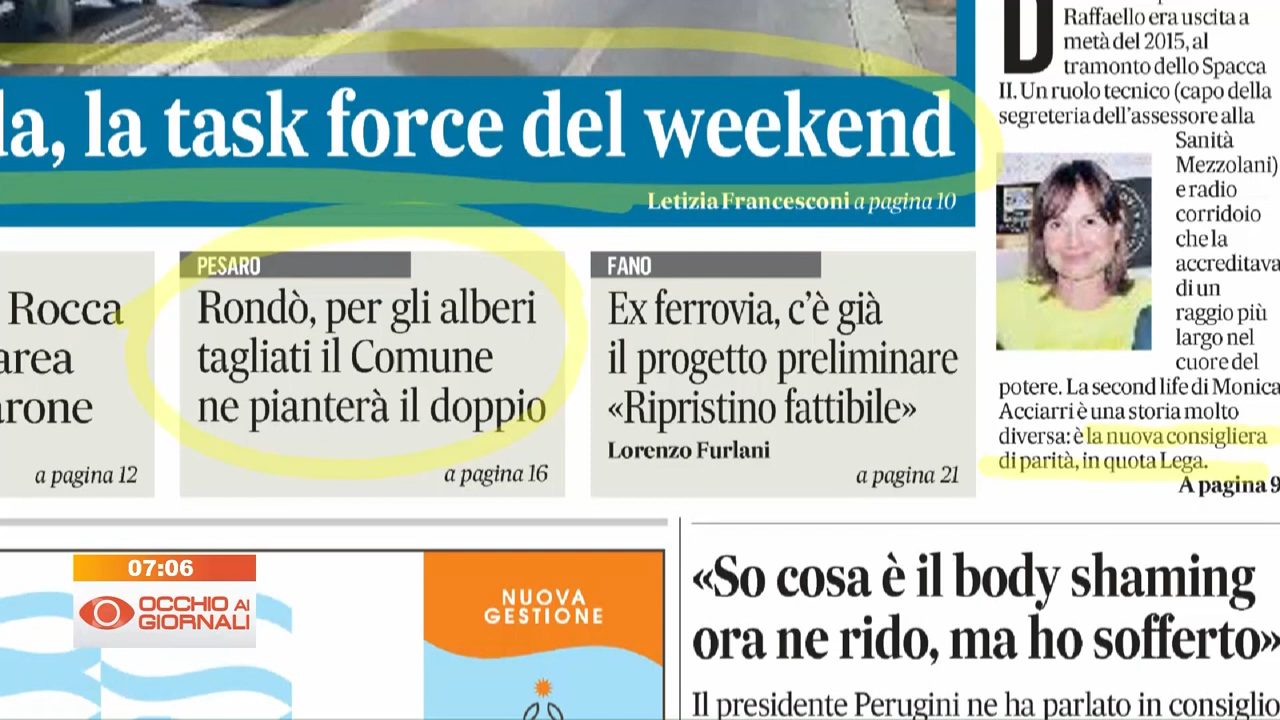 la, la task force del weekend
Letizia Francesconi a pagina 10
Rocca
area
arone
a pagina 12
PESARO
Rondò, per gli alberi
tagliati il Comune
ne pianterà il doppio
a pagina 16
FANO
Ex ferrovia, c'è già
il progetto preliminare
«Ripristino fattibile»
Lorenzo Furlani
a pagina 21
D
Raffaello era uscita a
metà del 2015, al
tramonto dello Spacca
II. Un ruolo tecnico (capo della
segreteria dell'assessore alla
Sanità
Mezzolani)
e radio
corridoio
che la
accreditava
di un
raggio più
largo nel
cuore del
potere. La second life di Monica
Acciarri è una storia molto
diversa: è la nuova consigliera
di parità, in quota Lega.
A pagina 9
07:06
OCCHIO AI
GIORNALI
NUOVA
GESTIONE
«So cosa è il body shaming
ora ne rido, ma ho sofferto»
Il presidente Perugini ne ha parlato in consiglio